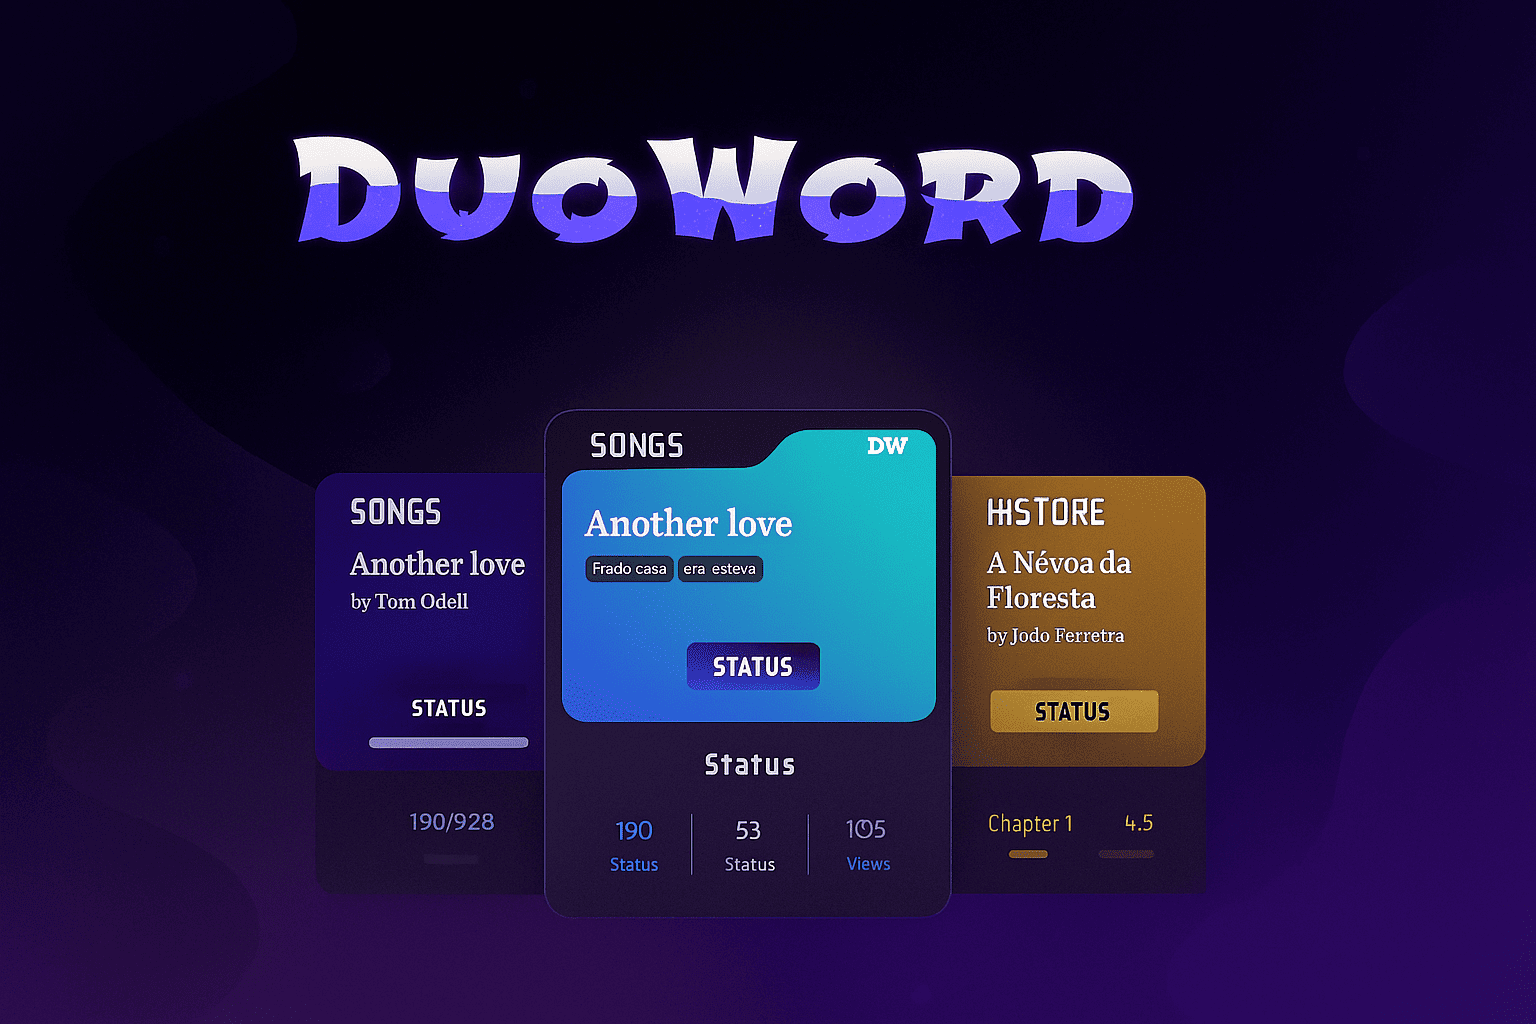 DUOWORD
SONGS
Another love
by Tom Odell
STATUS
190/928
SONGS
DW
Another love
Frado casa
era esteva
STATUS
Status
190
Status
53
Status
105
Views
HISTORE
A Névoa da
Floresta
by Jodo Ferretra
STATUS
Chapter 1
4.5